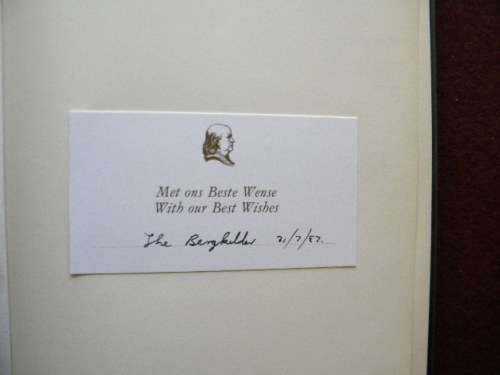 Met ons Beste Wense
With our Best Wishes
The Bergkelder 21/7/87.